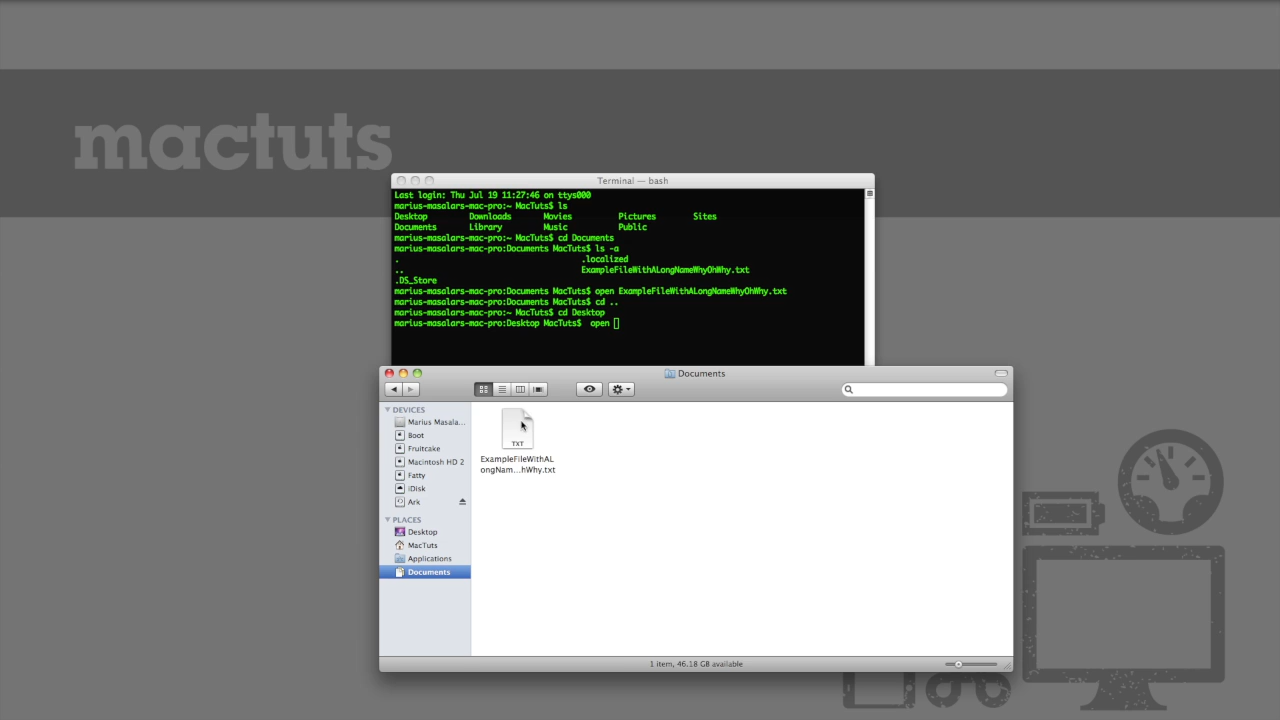 mactuts
Terminal — bash
Last login: Thu Jul 19 11:27:46 on ttys000
marius-masalars-mac-pro:~ MacTuts$ ls
Desktop Downloads Movies Pictures Sites
Documents Library Music Public
marius-masalars-mac-pro:~ MacTuts$ cd Documents
marius-masalars-mac-pro:Documents MacTuts$ ls -a
. .localized
.. ExampleFileWithALongNameWhyOhWhy.txt
.DS_Store
marius-masalars-mac-pro:Documents MacTuts$ open ExampleFileWithALongNameWhyOhWhy.txt
marius-masalars-mac-pro:Documents MacTuts$ cd ..
marius-masalars-mac-pro:~ MacTuts$ cd Desktop
marius-masalars-mac-pro:Desktop MacTuts$  open
Documents
DEVICES
Marius Masala...
Boot
Fruitcake
Macintosh HD 2
Fatty
iDisk
Ark
PLACES
Desktop
MacTuts
Applications
Documents
TXT
ExampleFileWithAL
ongNam...hWhy.txt
1 item, 46.18 GB available